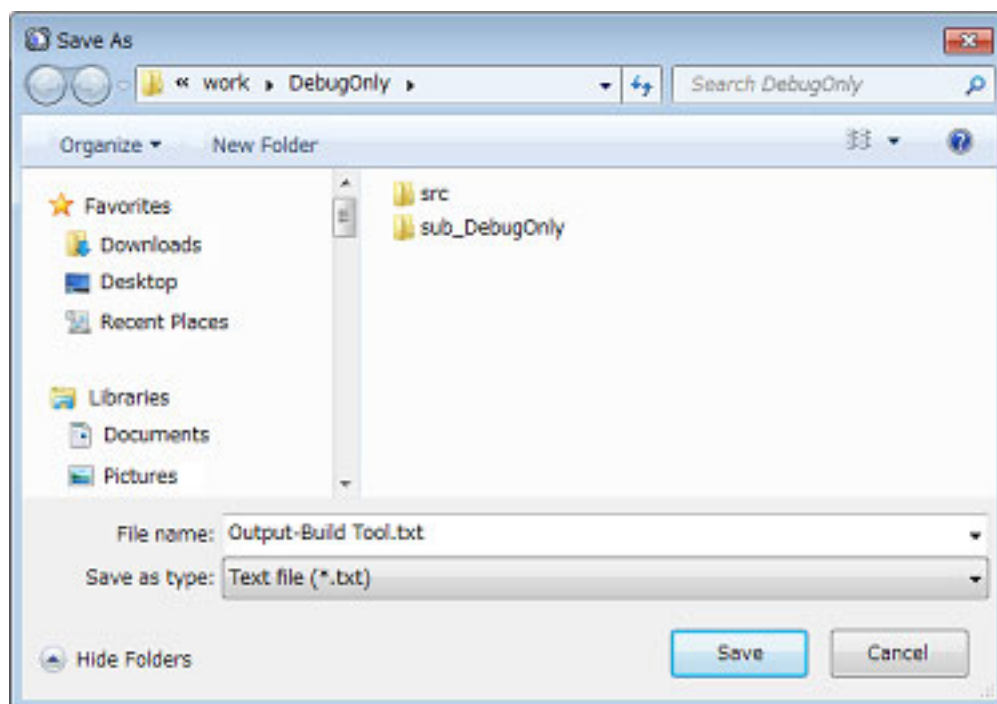 Save As
« work ▸ DebugOnly ▸
Search DebugOnly
Organize
New Folder
Favorites
Downloads
Desktop
Recent Places
Libraries
Documents
Pictures
src
sub_DebugOnly
File name: Output-Build Tool.txt
Save as type: Text file (*.txt)
Hide Folders
Save
Cancel